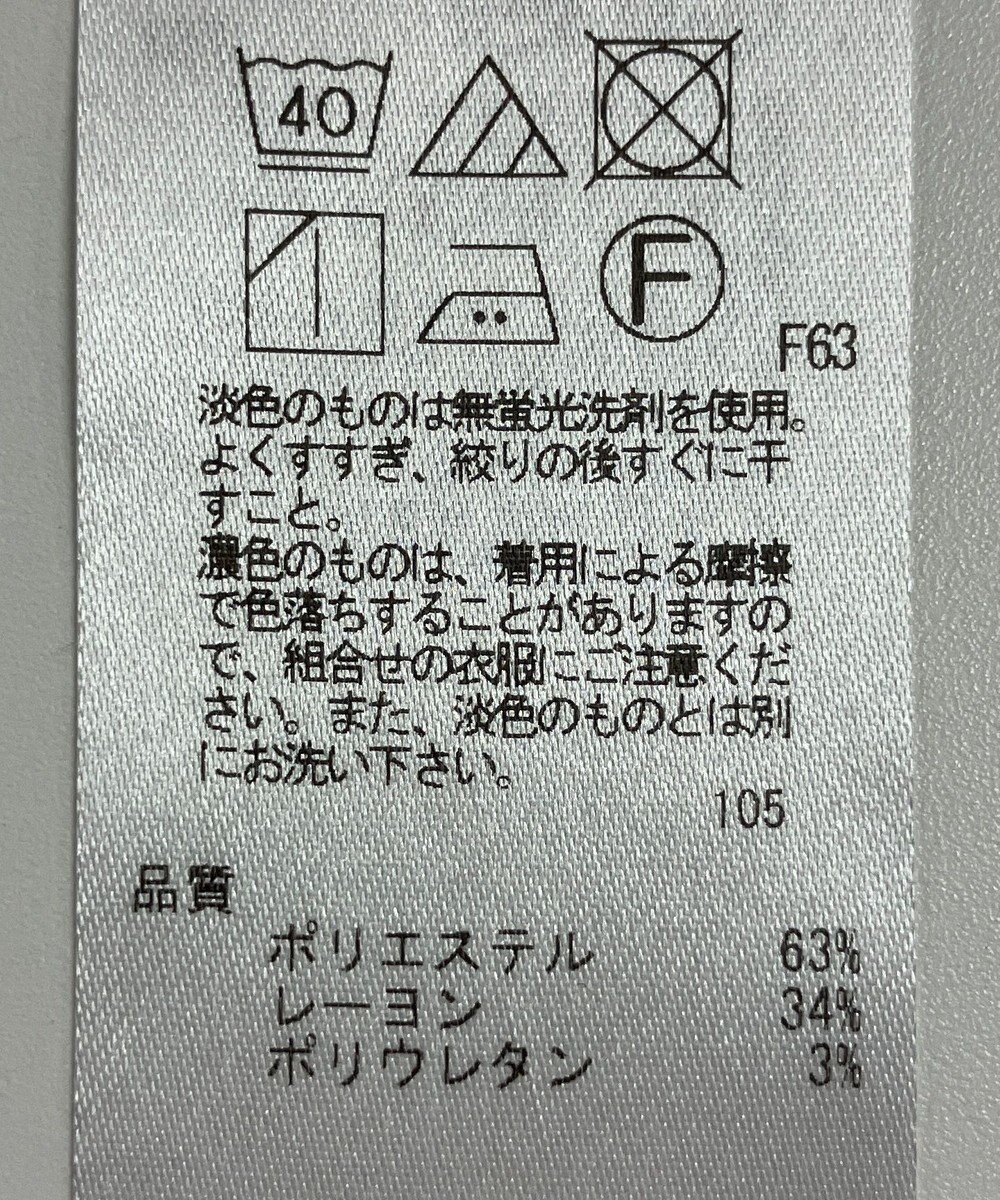 40
F
F63
淡色のものは無蛍光洗剤を使用。
よくすすぎ、絞りの後すぐに干
すこと。
濃色のものは、着用による摩擦
で色落ちすることがありますの
で、組合せの衣服にご注意くだ
さい。また、淡色のものとは別
にお洗い下さい。
105
品質
ポリエステル 63%
レーヨン 34%
ポリウレタン 3%